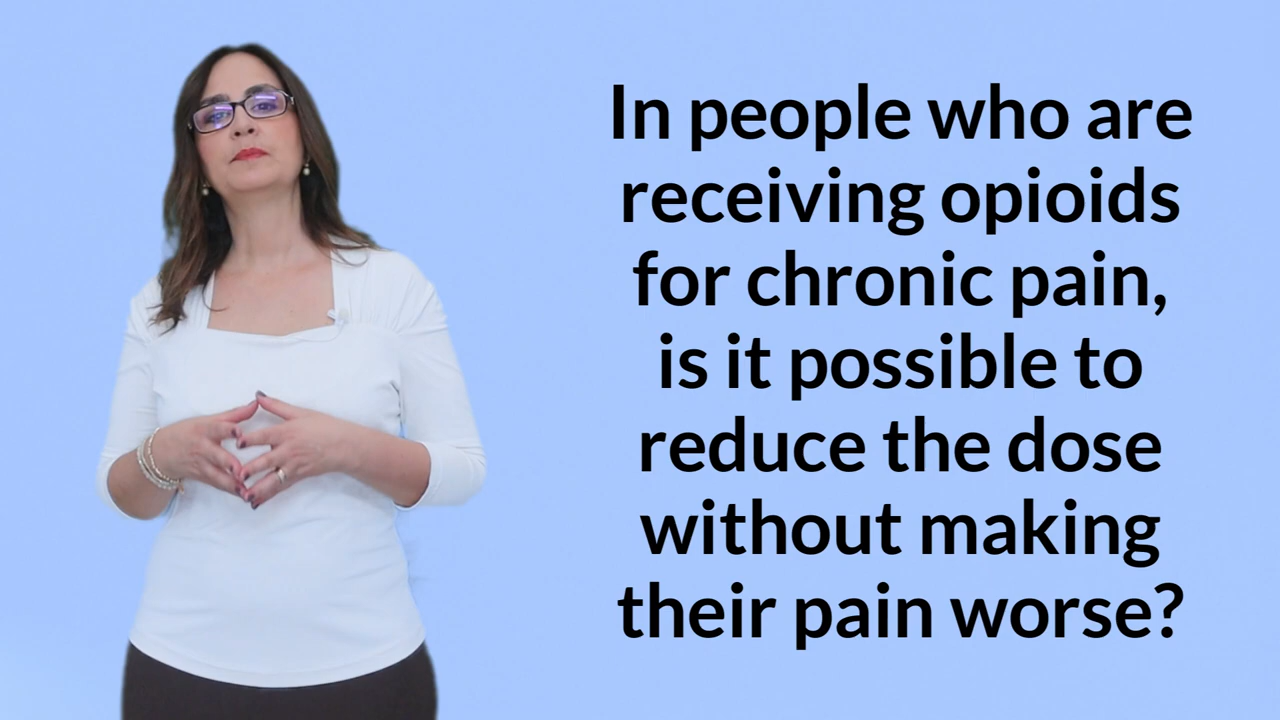 In people who are
receiving opioids
for chronic pain,
is it possible to
reduce the dose
without making
their pain worse?